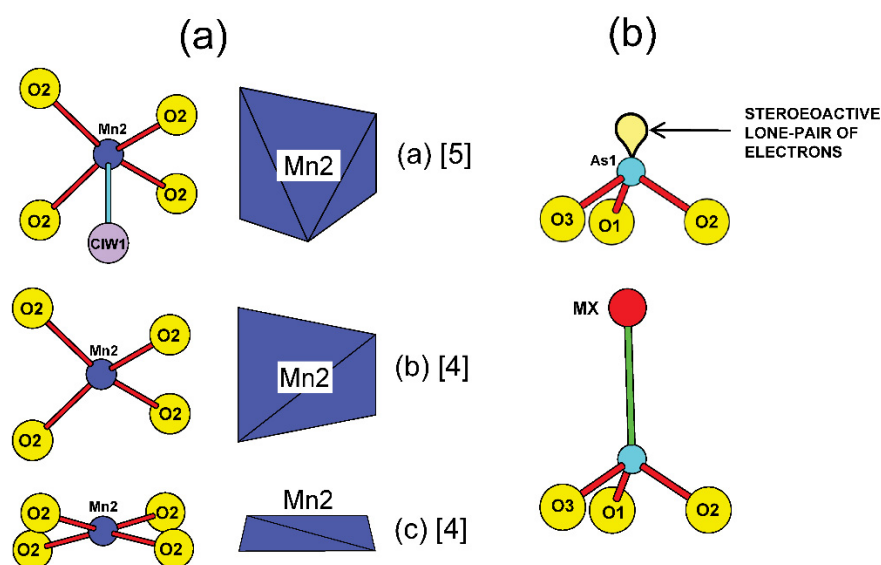 (a)
(b)
O2
O2
Mn2
O2
O2
ClW1
Mn2
(a) [5]
STEROEOACTIVE
LONE-PAIR OF
ELECTRONS
As1
O3
O1
O2
O2
O2
Mn2
O2
O2
Mn2
(b) [4]
MX
O2
O2
Mn2
O2
O2
Mn2
(c) [4]
O3
O1
O2